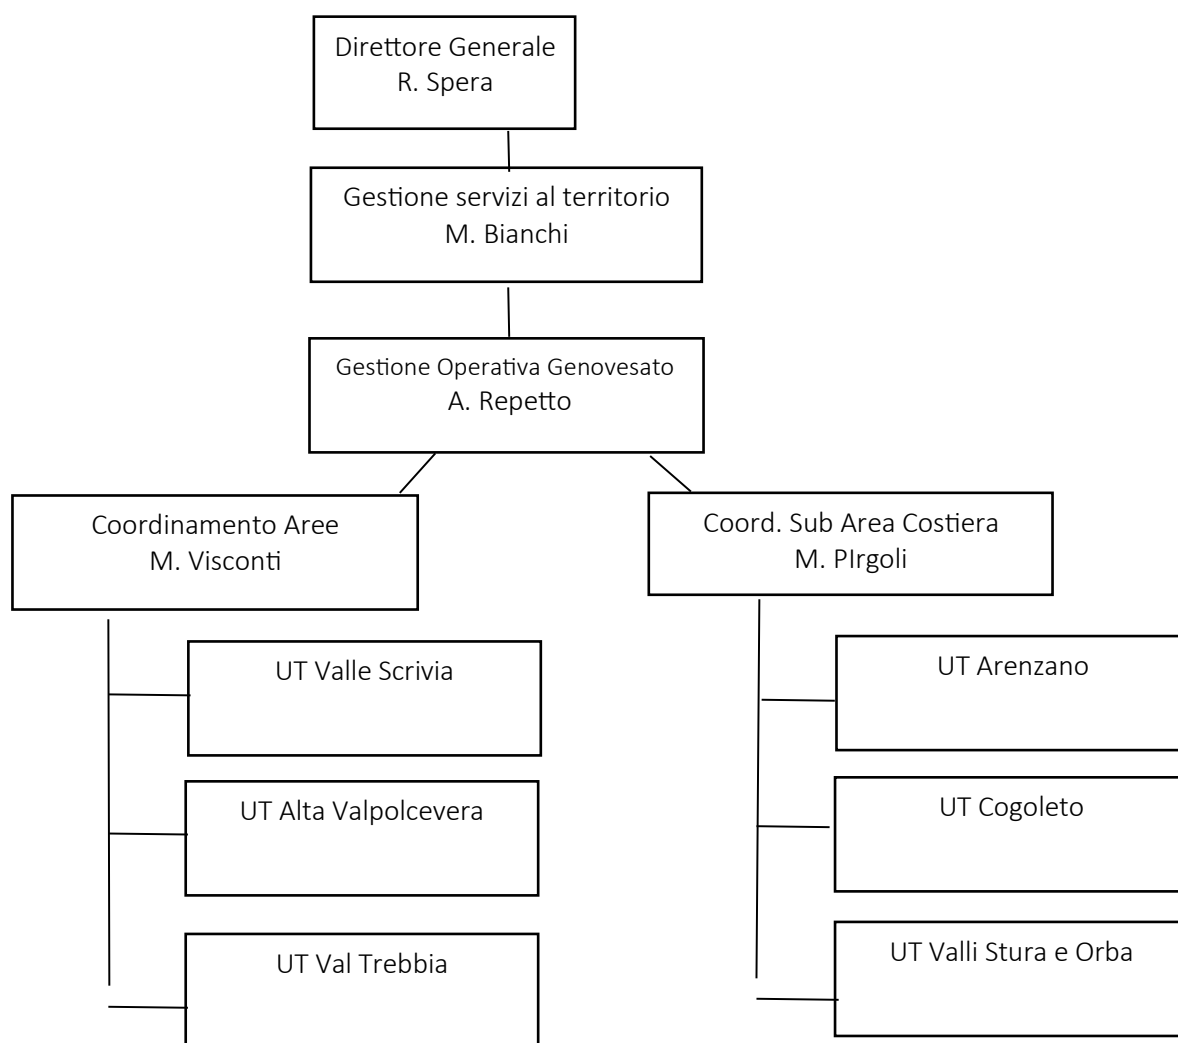 Direttore Generale
R. Spera
Gestione servizi al territorio
M. Bianchi
Gestione Operativa Genovesato
A. Repetto
Coordinamento Aree
M. Visconti
Coord. Sub Area Costiera
M. PIrgoli
UT Valle Scrivia
UT Alta Valpolcevera
UT Val Trebbia
UT Arenzano
UT Cogoleto
UT Valli Stura e Orba